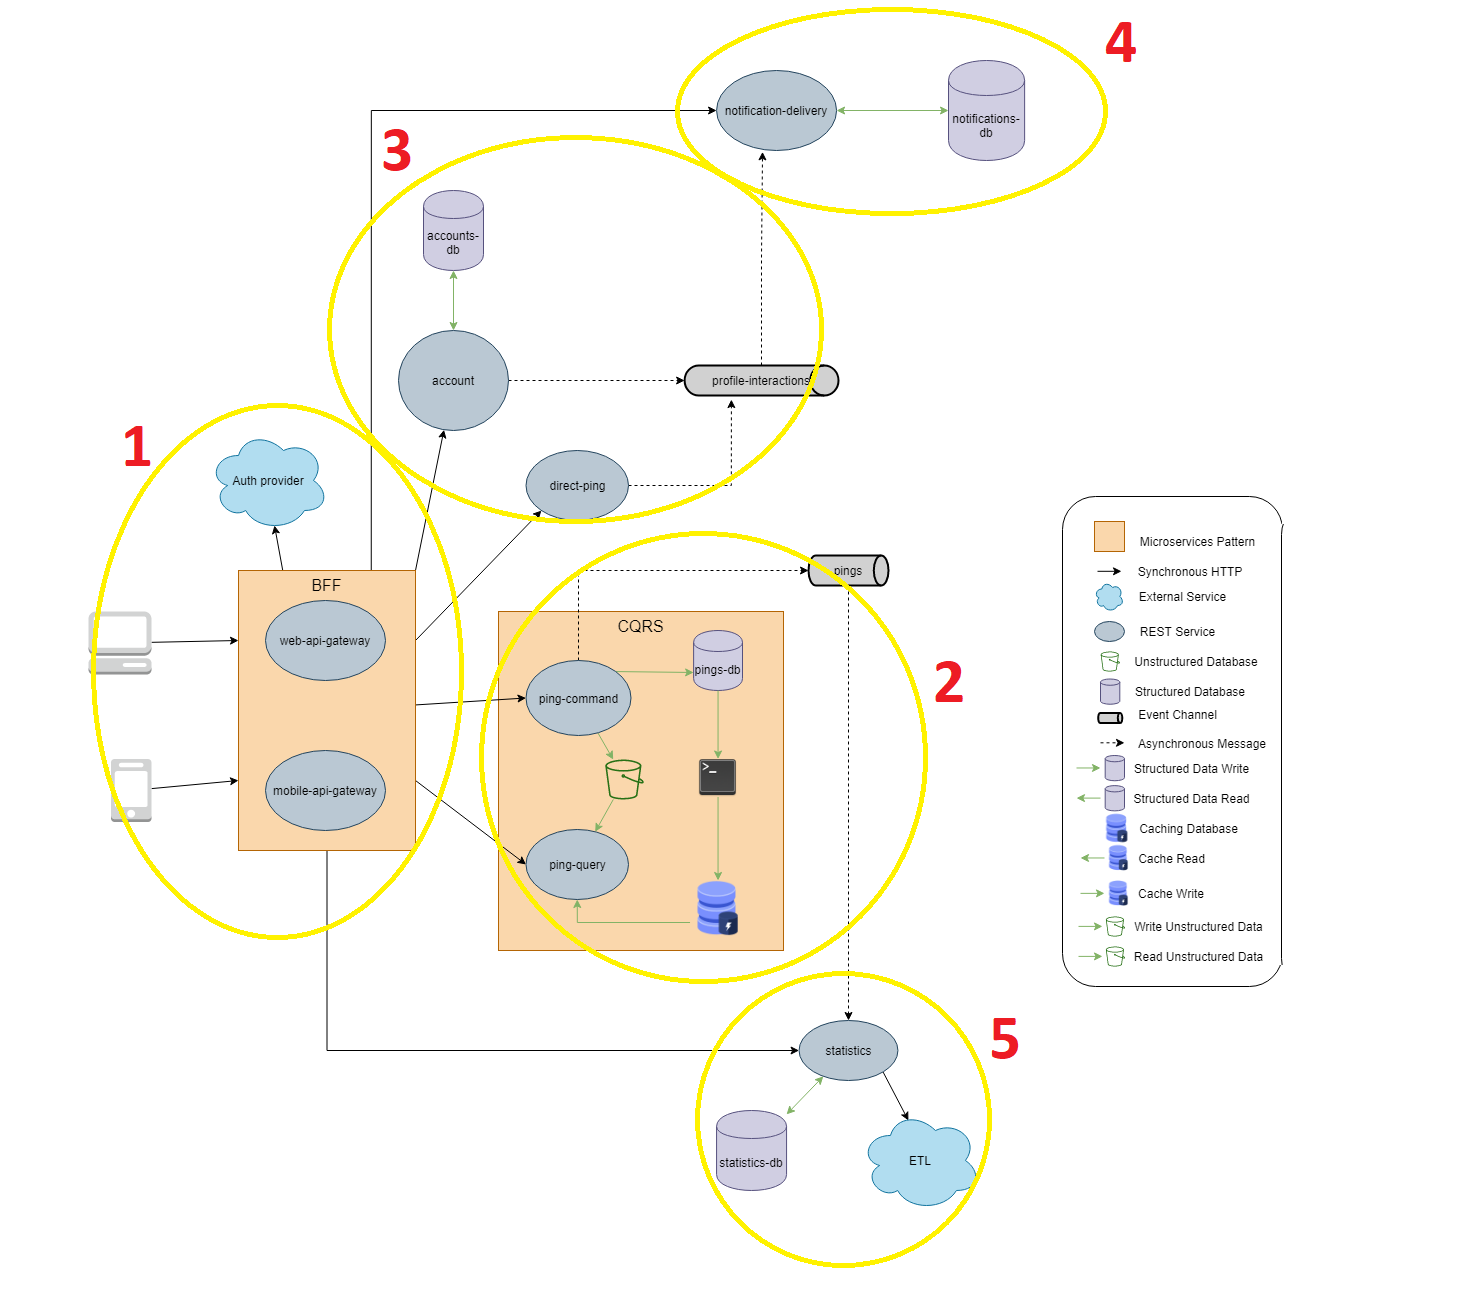 4
notification-delivery
notifications-
db
3
accounts-
db
account
profile-interactions
1
Auth provider
direct-ping
BFF
web-api-gateway
mobile-api-gateway
pings
CQRS
ping-command
pings-db
>_
ping-query
2
5
statistics
statistics-db
ETL
Microservices Pattern
Synchronous HTTP
External Service
REST Service
Unstructured Database
Structured Database
Event Channel
Asynchronous Message
Structured Data Write
Structured Data Read
Caching Database
Cache Read
Cache Write
Write Unstructured Data
Read Unstructured Data